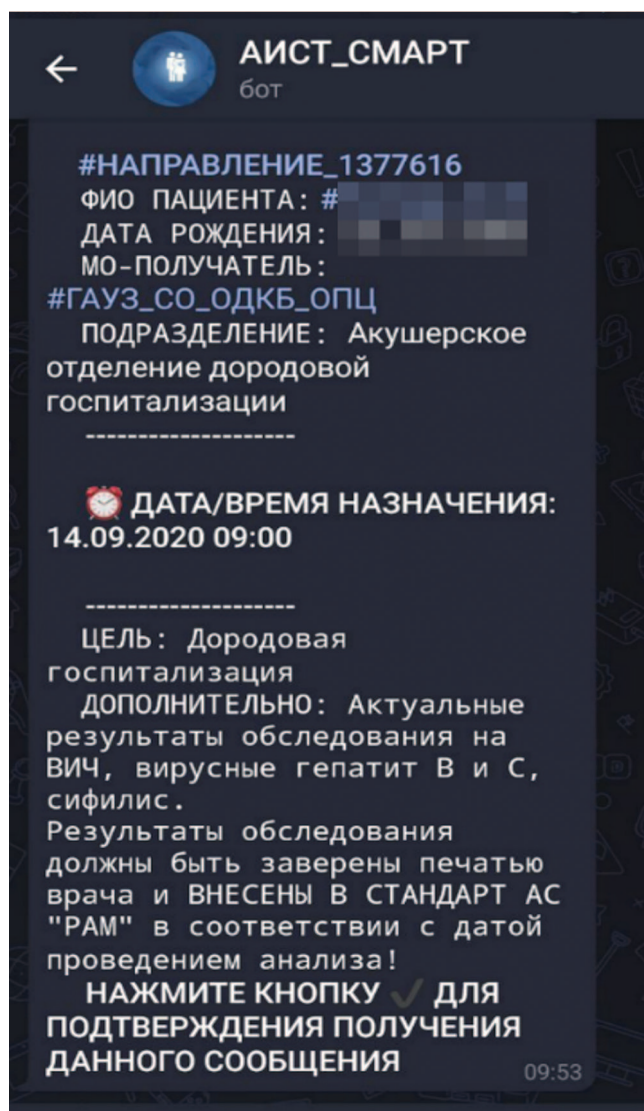 АИСТ_СМАРТ
бот
#НАПРАВЛЕНИЕ_1377616
ФИО ПАЦИЕНТА: #
ДАТА РОЖДЕНИЯ:
МО-ПОЛУЧАТЕЛЬ:
#ГАУЗ_СО_ОДКБ_ОПЦ
ПОДРАЗДЕЛЕНИЕ: Акушерское
отделение дородовой
госпитализации
--------------------
⏰ ДАТА/ВРЕМЯ НАЗНАЧЕНИЯ:
14.09.2020 09:00
--------------------
ЦЕЛЬ: Дородовая
госпитализация
ДОПОЛНИТЕЛЬНО: Актуальные
результаты обследования на
ВИЧ, вирусные гепатит В и С,
сифилис.
Результаты обследования
должны быть заверены печатью
врача и ВНЕСЕНЫ В СТАНДАРТ АС
"РАМ" в соответствии с датой
проведением анализа!
НАЖМИТЕ КНОПКУ ✔ ДЛЯ
ПОДТВЕРЖДЕНИЯ ПОЛУЧЕНИЯ
ДАННОГО СООБЩЕНИЯ
09:53